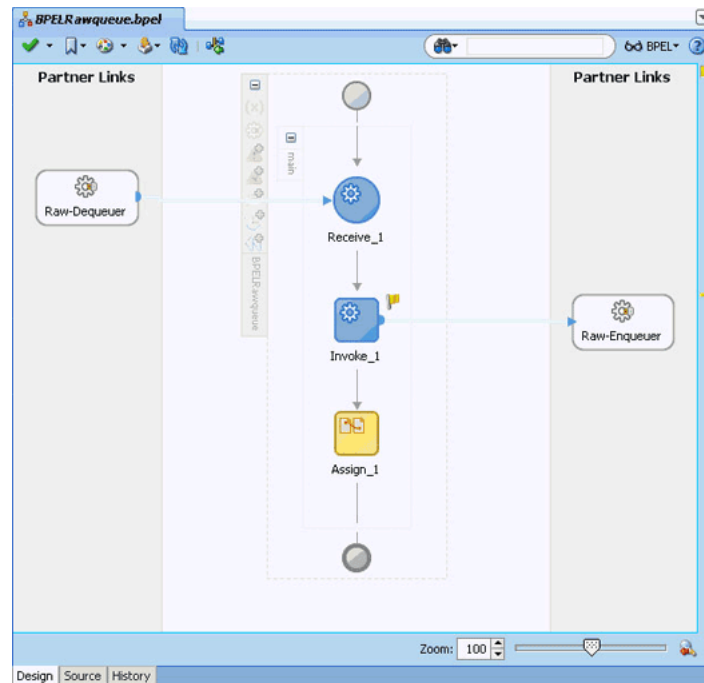 BPELRawqueue.bpel
BPEL
Partner Links
Partner Links
(x)
main
Raw-Dequeuer
Receive_1
BPELRawqueue
Raw-Enqueuer
Invoke_1
Assign_1
Zoom: 100
Design Source History